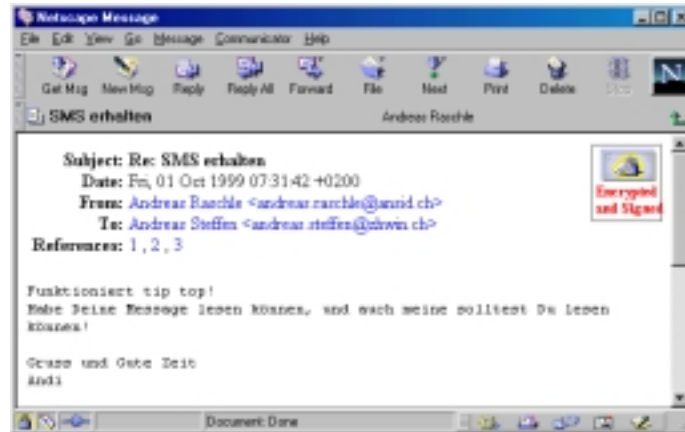 Netscape Message
File Edit View Go Message Communicator Help
Get Msg New Msg Reply Reply All Forward File Next Print Delete Stop
N
SMS erhalten Andreas Raschle
Subject: Re: SMS erhalten
Date: Fri, 01 Oct 1999 07:31:42 +0200
From: Andreas Raschle <andreas.raschle@anrid.ch>
To: Andreas Steffen <andreas.steffen@zhwin.ch>
References: 1 , 2 , 3
Encrypted
and Signed
Funktioniert tip top!
Habe Deine Message lesen können, und auch meine solltest Du lesen
können!
Gruss und Gute Zeit
Andi
Document: Done